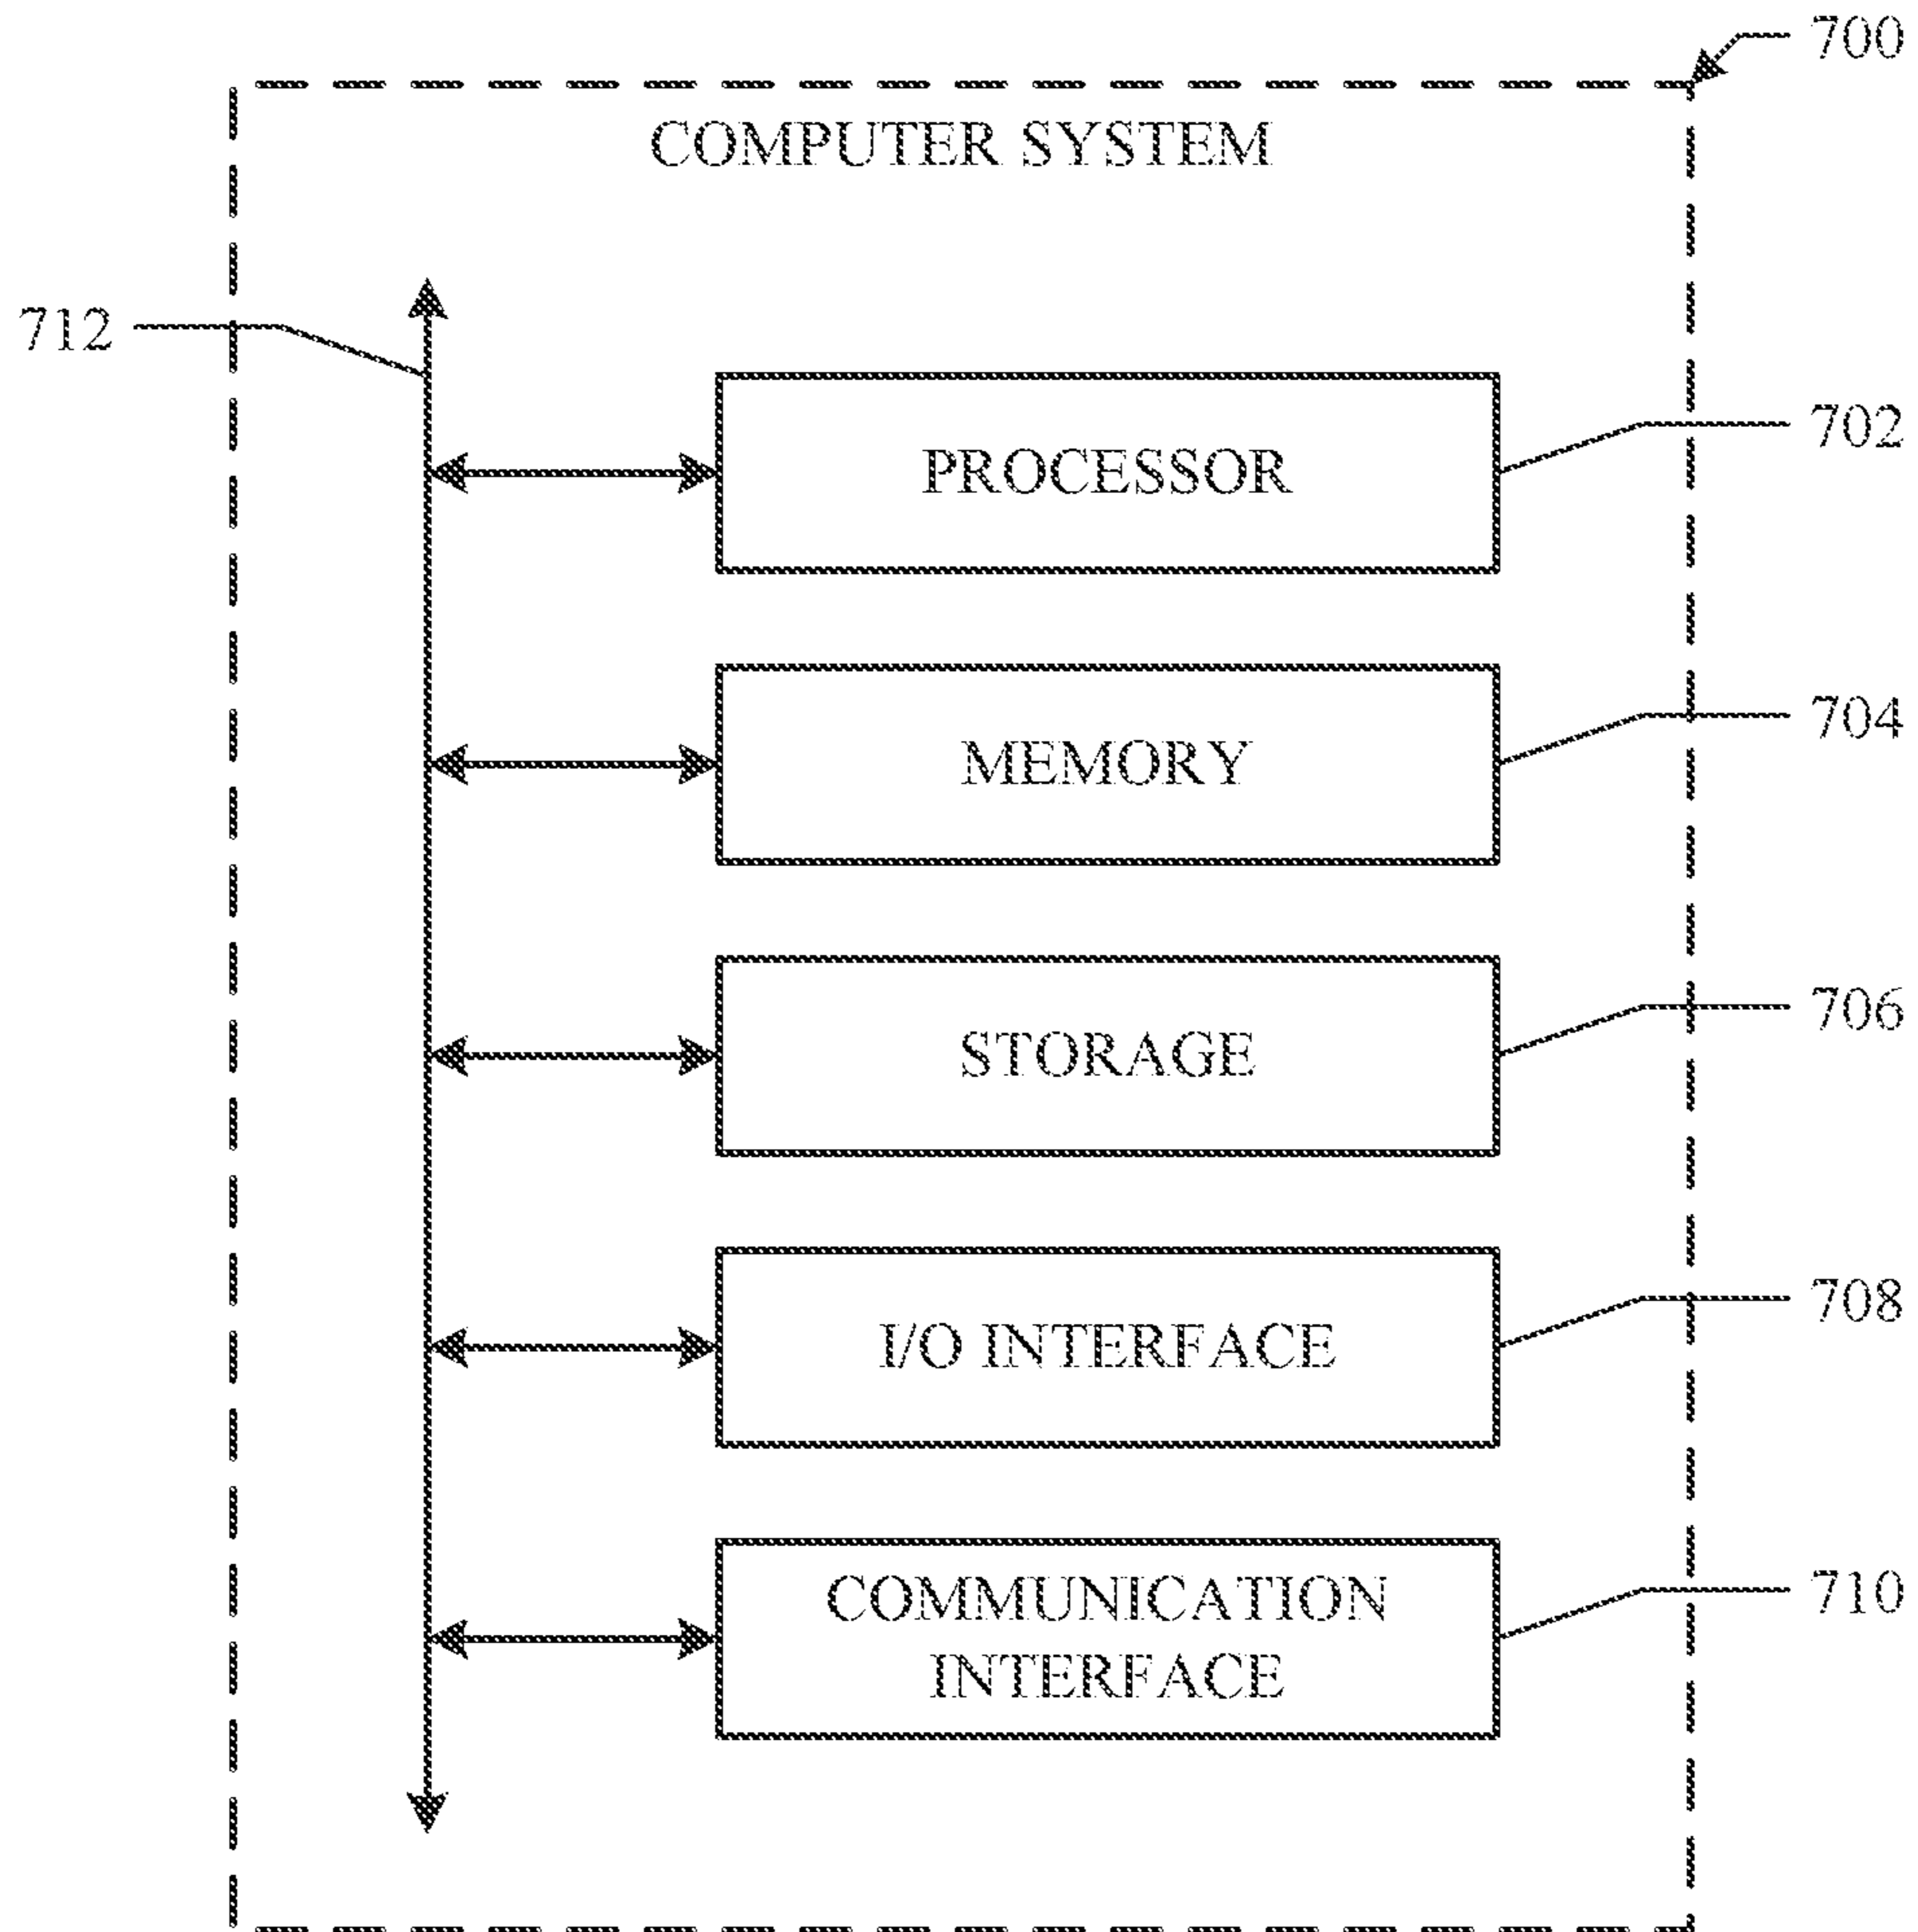 700
COMPUTER SYSTEM
712
702
PROCESSOR
704
MEMORY
706
STORAGE
708
I/O INTERFACE
710
COMMUNICATION
INTERFACE